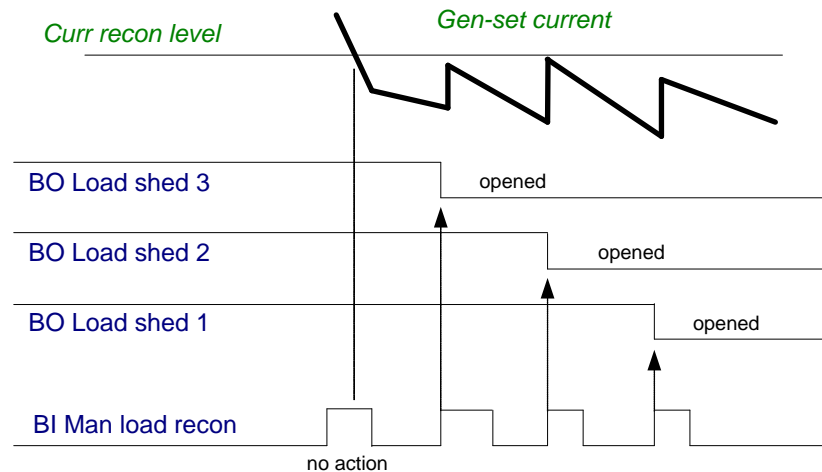 Curr recon level
Gen-set current
BO Load shed 3
opened
BO Load shed 2
opened
BO Load shed 1
opened
BI Man load recon
no action